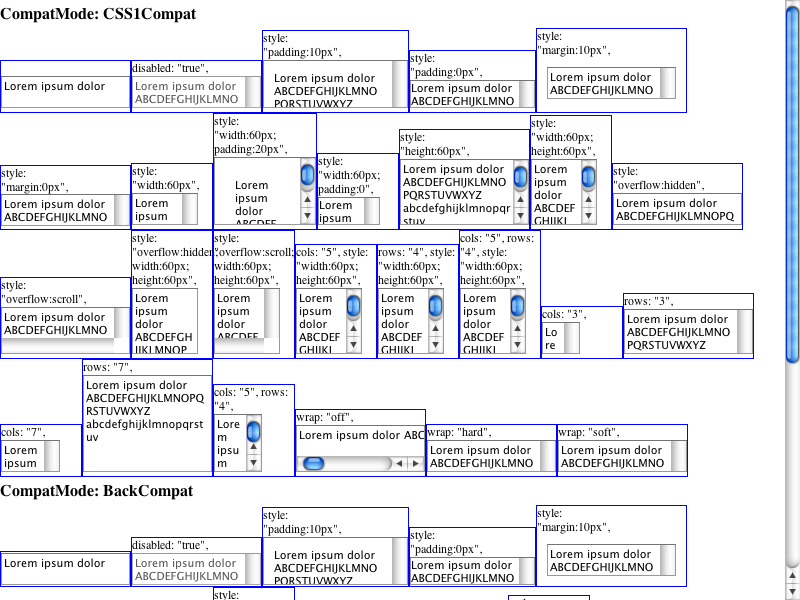 CompatMode: CSS1Compat
Lorem ipsum dolor
disabled: "true",
Lorem ipsum dolor
ABCDEFGHIJKLMNO
style:
"padding:10px",
Lorem ipsum dolor
ABCDEFGHIJKLMNO
PQRSTUVWXYZ
style:
"padding:0px",
Lorem ipsum dolor
ABCDEFGHIJKLMNO
style:
"margin:10px",
Lorem ipsum dolor
ABCDEFGHIJKLMNO
style:
"margin:0px",
Lorem ipsum dolor
ABCDEFGHIJKLMNO
style:
"width:60px",
Lorem
ipsum
style:
"width:60px;
padding:20px",
Lorem
ipsum
dolor
ABCDEF
style:
"width:60px;
padding:0",
Lorem
ipsum
style:
"height:60px",
Lorem ipsum dolor
ABCDEFGHIJKLMNO
PQRSTUVWXYZ
abcdefghijklmnopqr
stuv
style:
"width:60px;
height:60px",
Lorem
ipsum
dolor
ABCDEF
GHIJKL
style:
"overflow:hidden",
Lorem ipsum dolor
ABCDEFGHIJKLMNOPQ
style:
"overflow:scroll",
Lorem ipsum dolor
ABCDEFGHIJKLMNO
style:
"overflow:hidden;
width:60px;
height:60px",
Lorem
ipsum
dolor
ABCDEFGH
IJKLMNOP
style:
"overflow:scroll;
width:60px;
height:60px",
Lorem
ipsum
dolor
ABCDEF
cols: "5", style:
"width:60px;
height:60px",
Lorem
ipsum
dolor
ABCDEF
GHIJKL
rows: "4", style:
"width:60px;
height:60px",
Lorem
ipsum
dolor
ABCDEF
GHIJKL
cols: "5", rows:
"4", style:
"width:60px;
height:60px",
Lorem
ipsum
dolor
ABCDEF
GHIJKL
cols: "3",
Lo
re
rows: "3",
Lorem ipsum dolor
ABCDEFGHIJKLMNO
PQRSTUVWXYZ
cols: "7",
Lorem
ipsum
rows: "7",
Lorem ipsum dolor
ABCDEFGHIJKLMNOPQ
RSTUVWXYZ
abcdefghijklmnopqrst
uv
cols: "5", rows:
"4",
Lore
m
ipsu
m
wrap: "off",
Lorem ipsum dolor ABC
wrap: "hard",
Lorem ipsum dolor
ABCDEFGHIJKLMNO
wrap: "soft",
Lorem ipsum dolor
ABCDEFGHIJKLMNO
CompatMode: BackCompat
Lorem ipsum dolor
disabled: "true",
Lorem ipsum dolor
ABCDEFGHIJKLMNO
style:
"padding:10px",
Lorem ipsum dolor
ABCDEFGHIJKLMNO
PQRSTUVWXYZ
style:
"padding:0px",
Lorem ipsum dolor
ABCDEFGHIJKLMNO
style:
"margin:10px",
Lorem ipsum dolor
ABCDEFGHIJKLMNO
style: